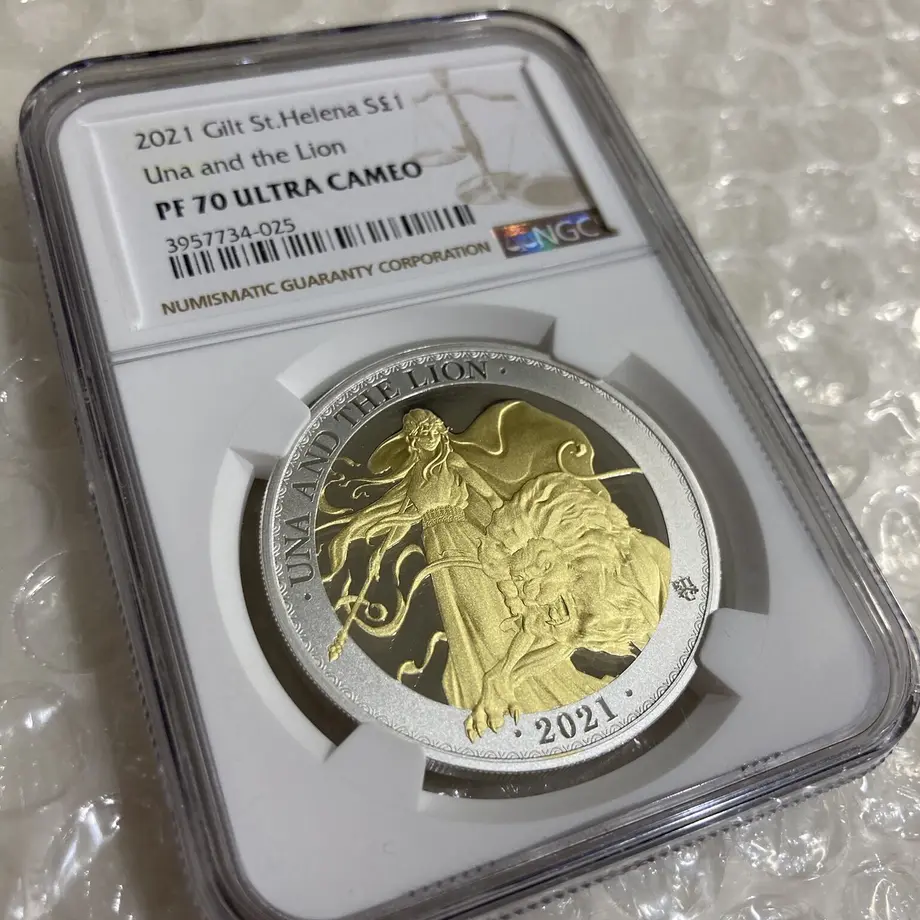 2021 Gilt St.Helena S£1
Una and the Lion
PF 70 ULTRA CAMEO
3957734-025
NGC
NUMISMATIC GUARANTY CORPORATION
· UNA AND THE LION ·
· 2021 ·